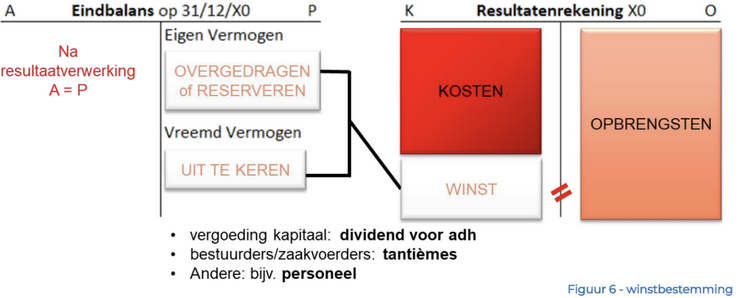 A Eindbalans op 31/12/X0 P
K Resultatenrekening X0 O
Na
resultaatverwerking
A = P
Eigen Vermogen
OVERGEDRAGEN
of RESERVEREN
Vreemd Vermogen
UIT TE KEREN
KOSTEN
WINST
OPBRENGSTEN
• vergoeding kapitaal: dividend voor adh
• bestuurders/zaakvoerders: tantièmes
• Andere: bijv. personeel
Figuur 6 - winstbestemming